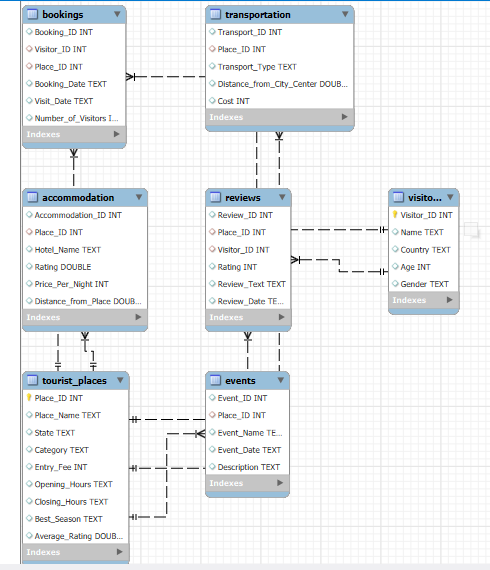 bookings
Booking_ID INT
Visitor_ID INT
Place_ID INT
Booking_Date TEXT
Visit_Date TEXT
Number_of_Visitors I...
Indexes
transportation
Transport_ID INT
Place_ID INT
Transport_Type TEXT
Distance_from_City_Center DOUB...
Cost INT
Indexes
accommodation
Accommodation_ID INT
Place_ID INT
Hotel_Name TEXT
Rating DOUBLE
Price_Per_Night INT
Distance_from_Place DOUB...
Indexes
reviews
Review_ID INT
Place_ID INT
Visitor_ID INT
Rating INT
Review_Text TEXT
Review_Date TE...
Indexes
visito...
Visitor_ID INT
Name TEXT
Country TEXT
Age INT
Gender TEXT
Indexes
tourist_places
Place_ID INT
Place_Name TEXT
State TEXT
Category TEXT
Entry_Fee INT
Opening_Hours TEXT
Closing_Hours TEXT
Best_Season TEXT
Average_Rating DOUB...
Indexes
events
Event_ID INT
Place_ID INT
Event_Name TE...
Event_Date TEXT
Description TEXT
Indexes